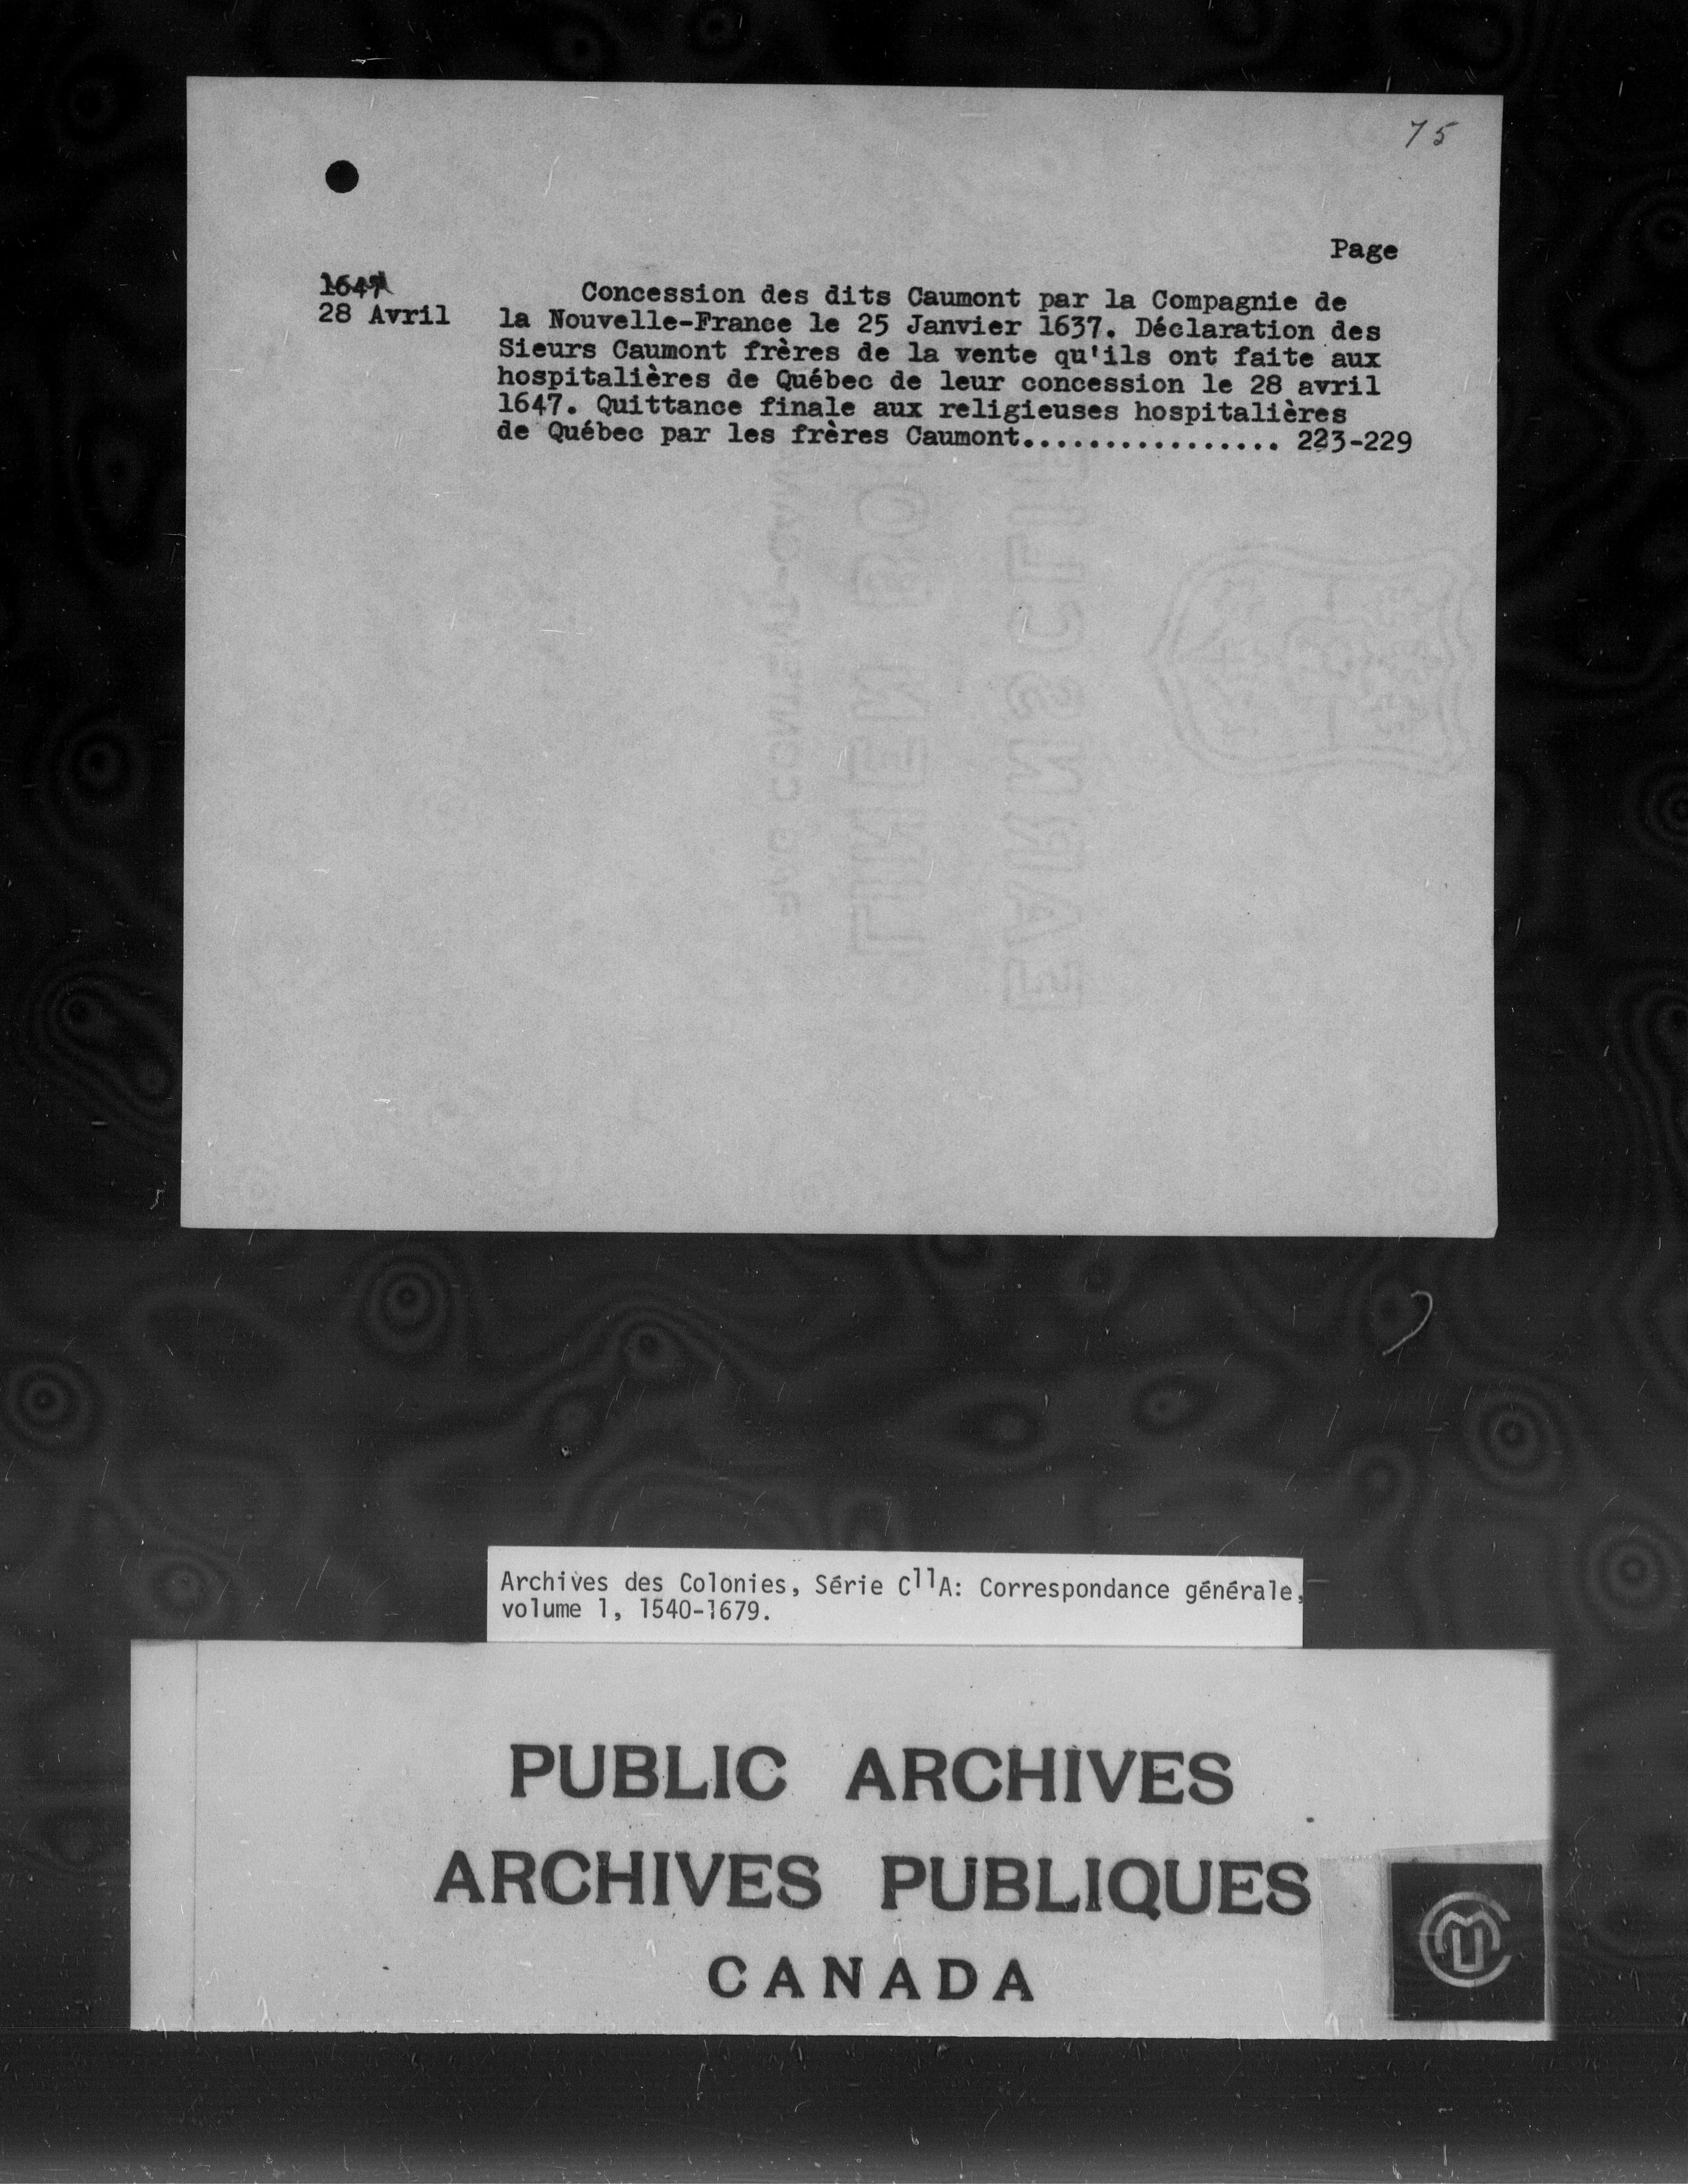 75
Page
1647
28 Avril
Concession des dits Caumont par la Compagnie de
la Nouvelle-France le 25 Janvier 1637. Déclaration des
Sieurs Caumont frères de la vente qu'ils ont faite aux
hospitalières de Québec de leur concession le 28 avril
1647. Quittance finale aux religieuses hospitalières
de Québec par les frères Caumont................ 223-229
Archives des Colonies, Série C11A: Correspondance générale,
volume 1, 1540-1679.
PUBLIC ARCHIVES
ARCHIVES PUBLIQUES
CANADA